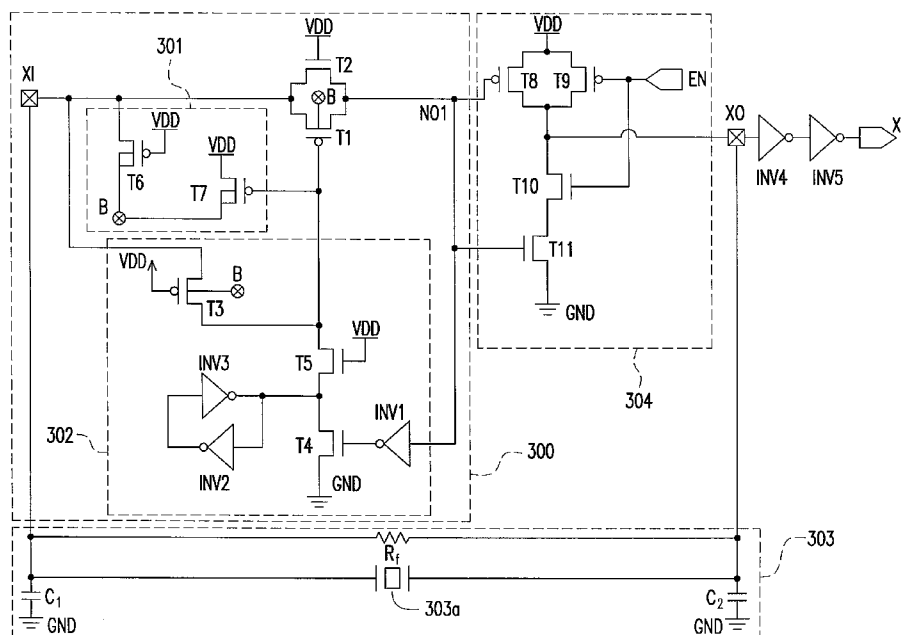 VDD
VDD
301
T2
XI
B
T8
T9
EN
NO1
XO
X
VDD
T1
VDD
T6
T7
T10
INV4
INV5
B
T11
VDD
B
T3
GND
VDD
INV3
T5
304
INV1
302
T4
300
INV2
GND
303
Rf
C1
303a
C2
GND
GND